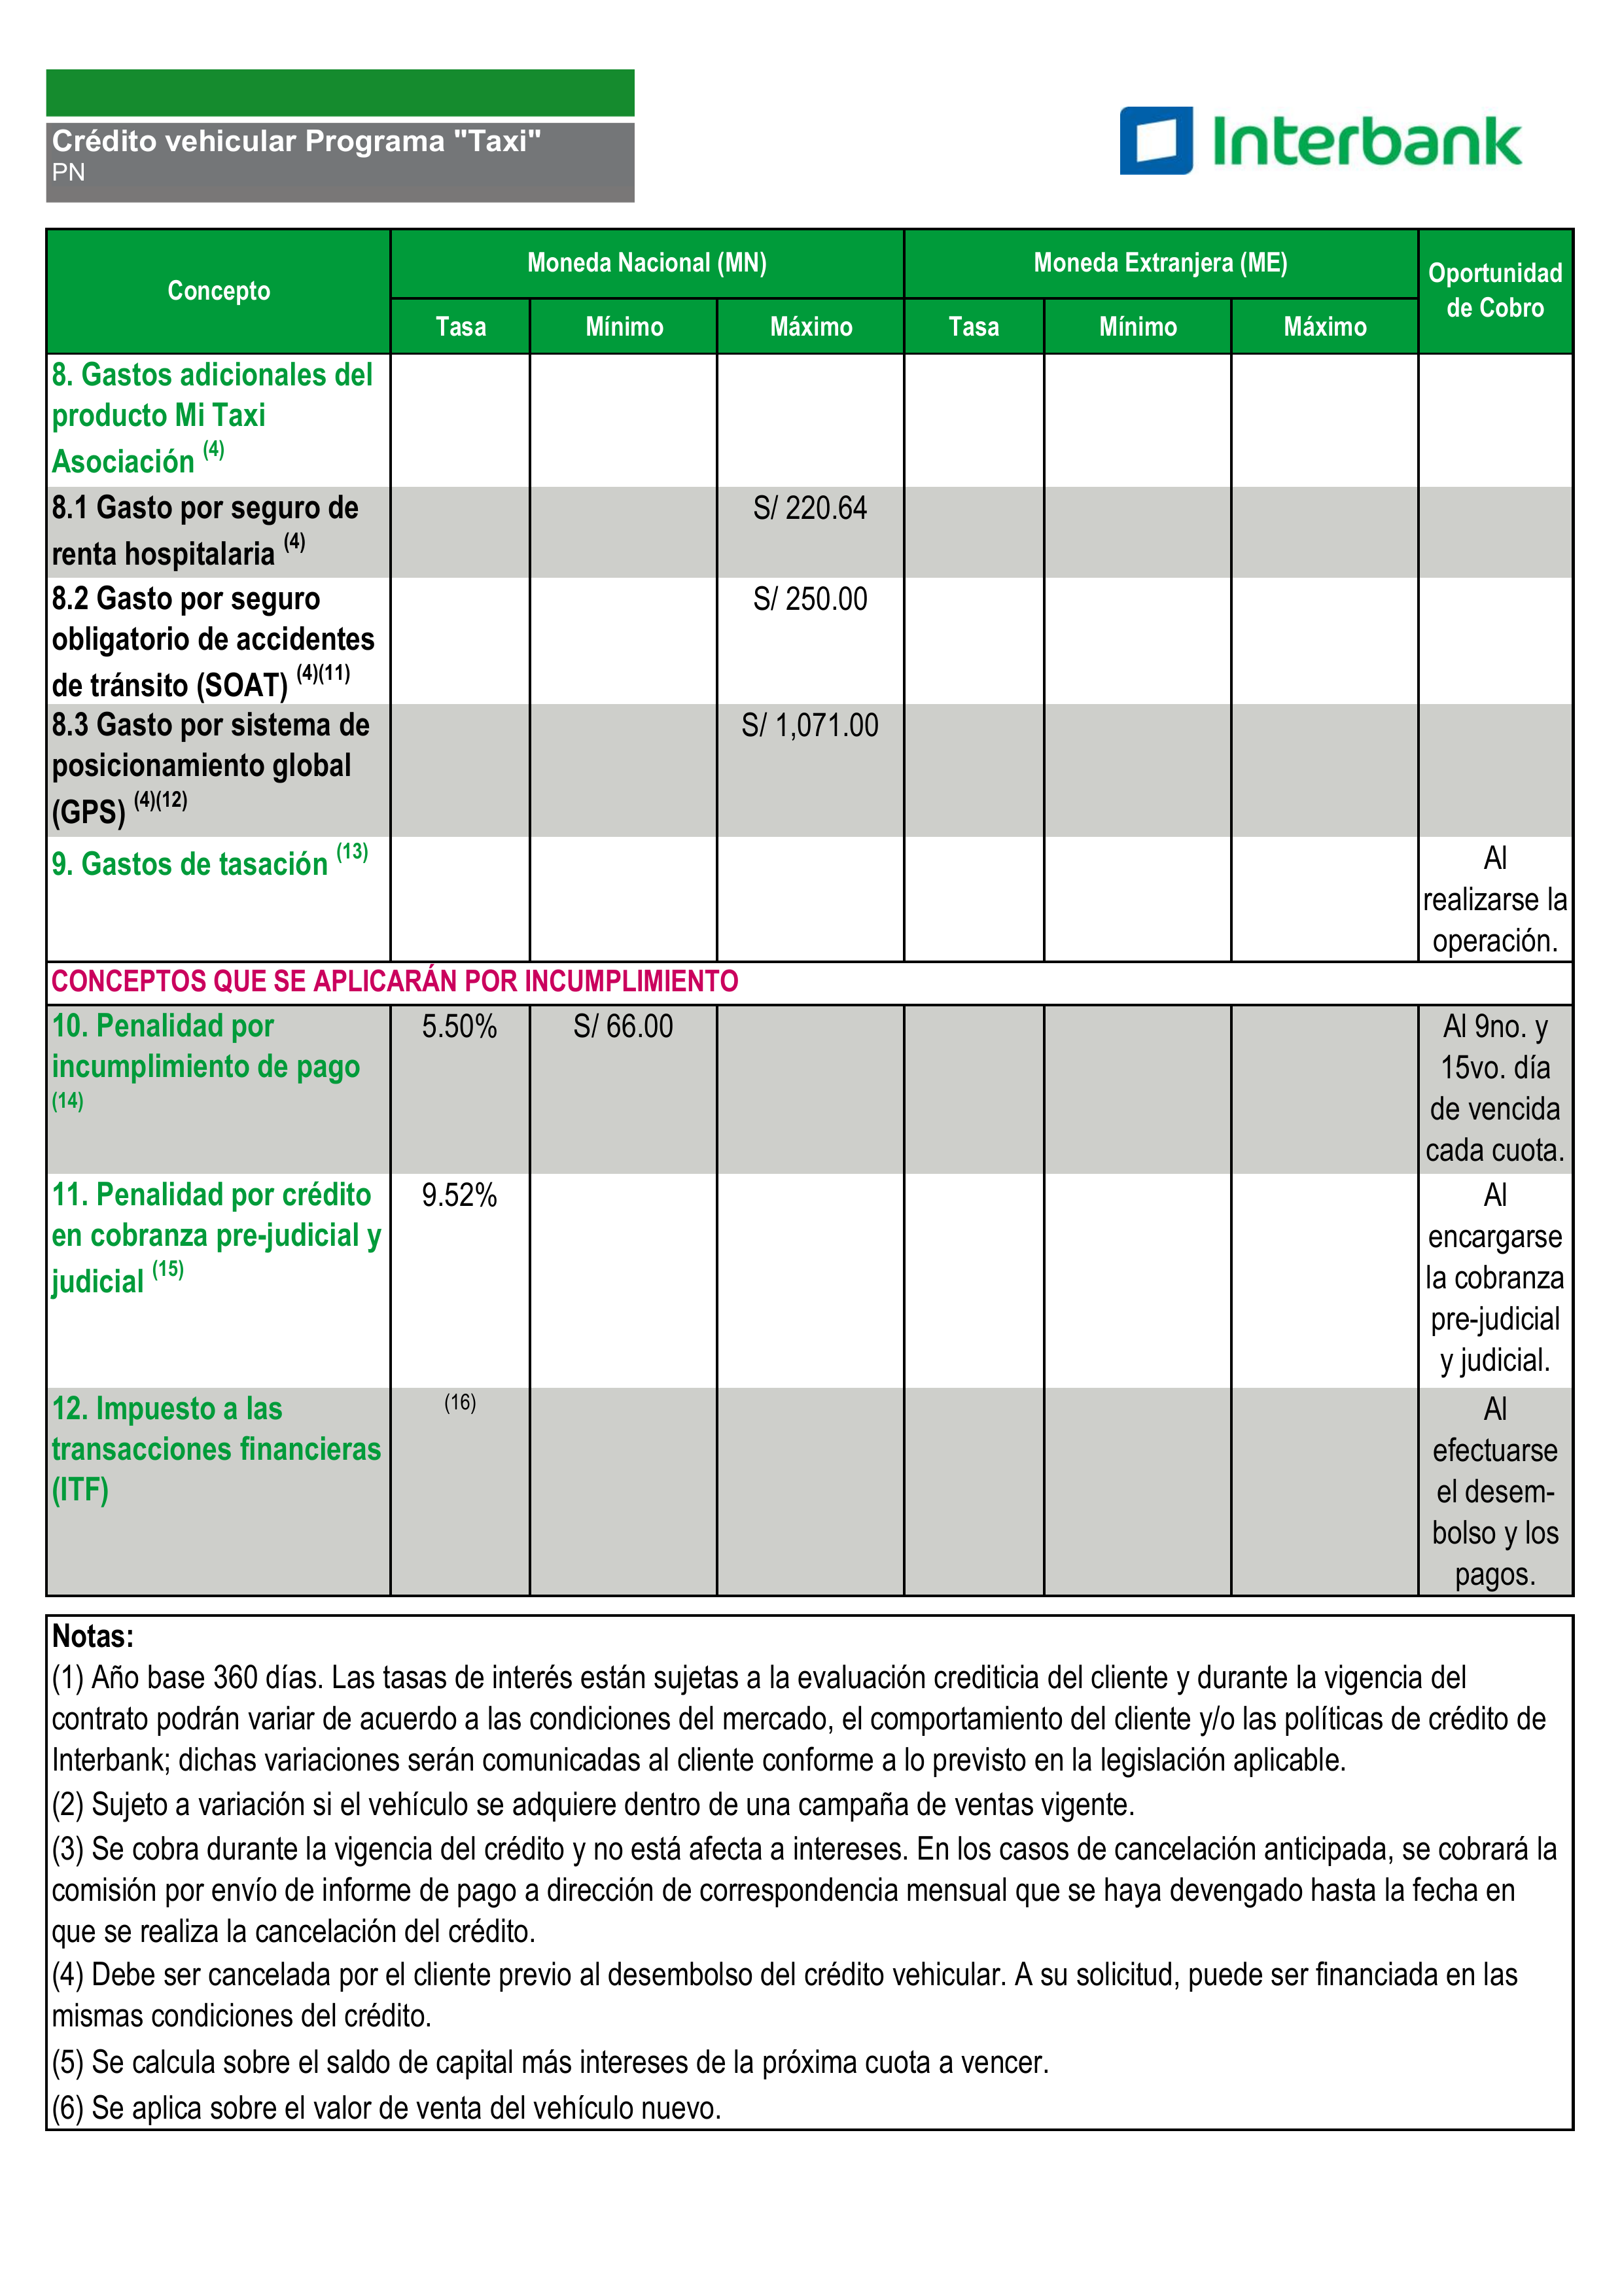 Crédito vehicular Programa "Taxi"
PN
Interbank
Concepto
Moneda Nacional (MN)
Moneda Extranjera (ME)
Oportunidad
de Cobro
Tasa
Mínimo
Máximo
Tasa
Mínimo
Máximo
8. Gastos adicionales del
producto Mi Taxi
Asociación (4)
8.1 Gasto por seguro de
renta hospitalaria (4)
S/ 220.64
8.2 Gasto por seguro
obligatorio de accidentes
de tránsito (SOAT) (4)(11)
S/ 250.00
8.3 Gasto por sistema de
posicionamiento global
(GPS) (4)(12)
S/ 1,071.00
9. Gastos de tasación (13)
Al
realizarse la
operación.
CONCEPTOS QUE SE APLICARÁN POR INCUMPLIMIENTO
10. Penalidad por
incumplimiento de pago
(14)
5.50%
S/ 66.00
Al 9no. y
15vo. día
de vencida
cada cuota.
11. Penalidad por crédito
en cobranza pre-judicial y
judicial (15)
9.52%
Al
encargarse
la cobranza
pre-judicial
y judicial.
12. Impuesto a las
transacciones financieras
(ITF)
(16)
Al
efectuarse
el desem-
bolso y los
pagos.
Notas:
(1) Año base 360 días. Las tasas de interés están sujetas a la evaluación crediticia del cliente y durante la vigencia del
contrato podrán variar de acuerdo a las condiciones del mercado, el comportamiento del cliente y/o las políticas de crédito de
Interbank; dichas variaciones serán comunicadas al cliente conforme a lo previsto en la legislación aplicable.
(2) Sujeto a variación si el vehículo se adquiere dentro de una campaña de ventas vigente.
(3) Se cobra durante la vigencia del crédito y no está afecta a intereses. En los casos de cancelación anticipada, se cobrará la
comisión por envío de informe de pago a dirección de correspondencia mensual que se haya devengado hasta la fecha en
que se realiza la cancelación del crédito.
(4) Debe ser cancelada por el cliente previo al desembolso del crédito vehicular. A su solicitud, puede ser financiada en las
mismas condiciones del crédito.
(5) Se calcula sobre el saldo de capital más intereses de la próxima cuota a vencer.
(6) Se aplica sobre el valor de venta del vehículo nuevo.